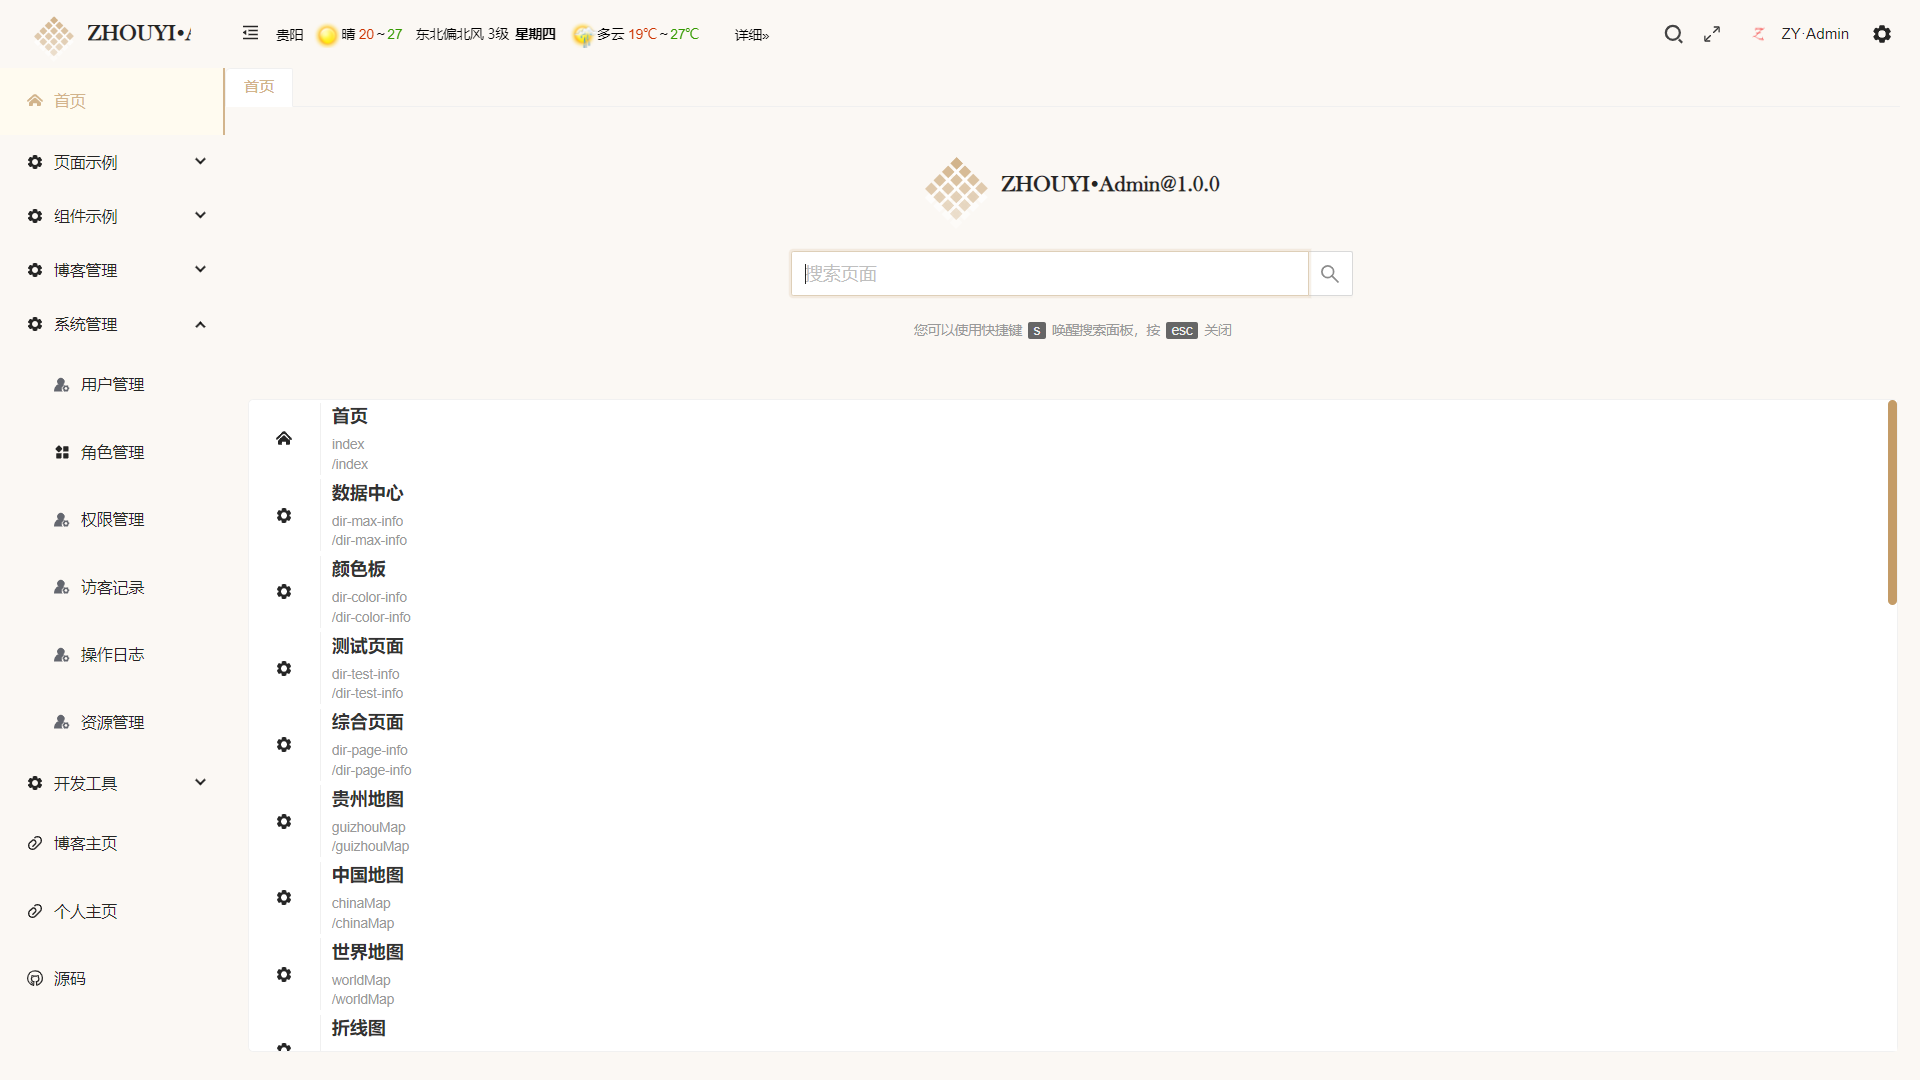 ZHOUYI•A
贵阳 晴 20~27 东北偏北风 3级 星期四 多云 19℃~27℃ 详细»
ZY·Admin
首页
首页
页面示例
组件示例
博客管理
系统管理
用户管理
角色管理
权限管理
访客记录
操作日志
资源管理
开发工具
博客主页
个人主页
源码
ZHOUYI•Admin@1.0.0
搜索页面
您可以使用快捷键 s 唤醒搜索面板，按 esc 关闭
首页
index
/index
数据中心
dir-max-info
/dir-max-info
颜色板
dir-color-info
/dir-color-info
测试页面
dir-test-info
/dir-test-info
综合页面
dir-page-info
/dir-page-info
贵州地图
guizhouMap
/guizhouMap
中国地图
chinaMap
/chinaMap
世界地图
worldMap
/worldMap
折线图